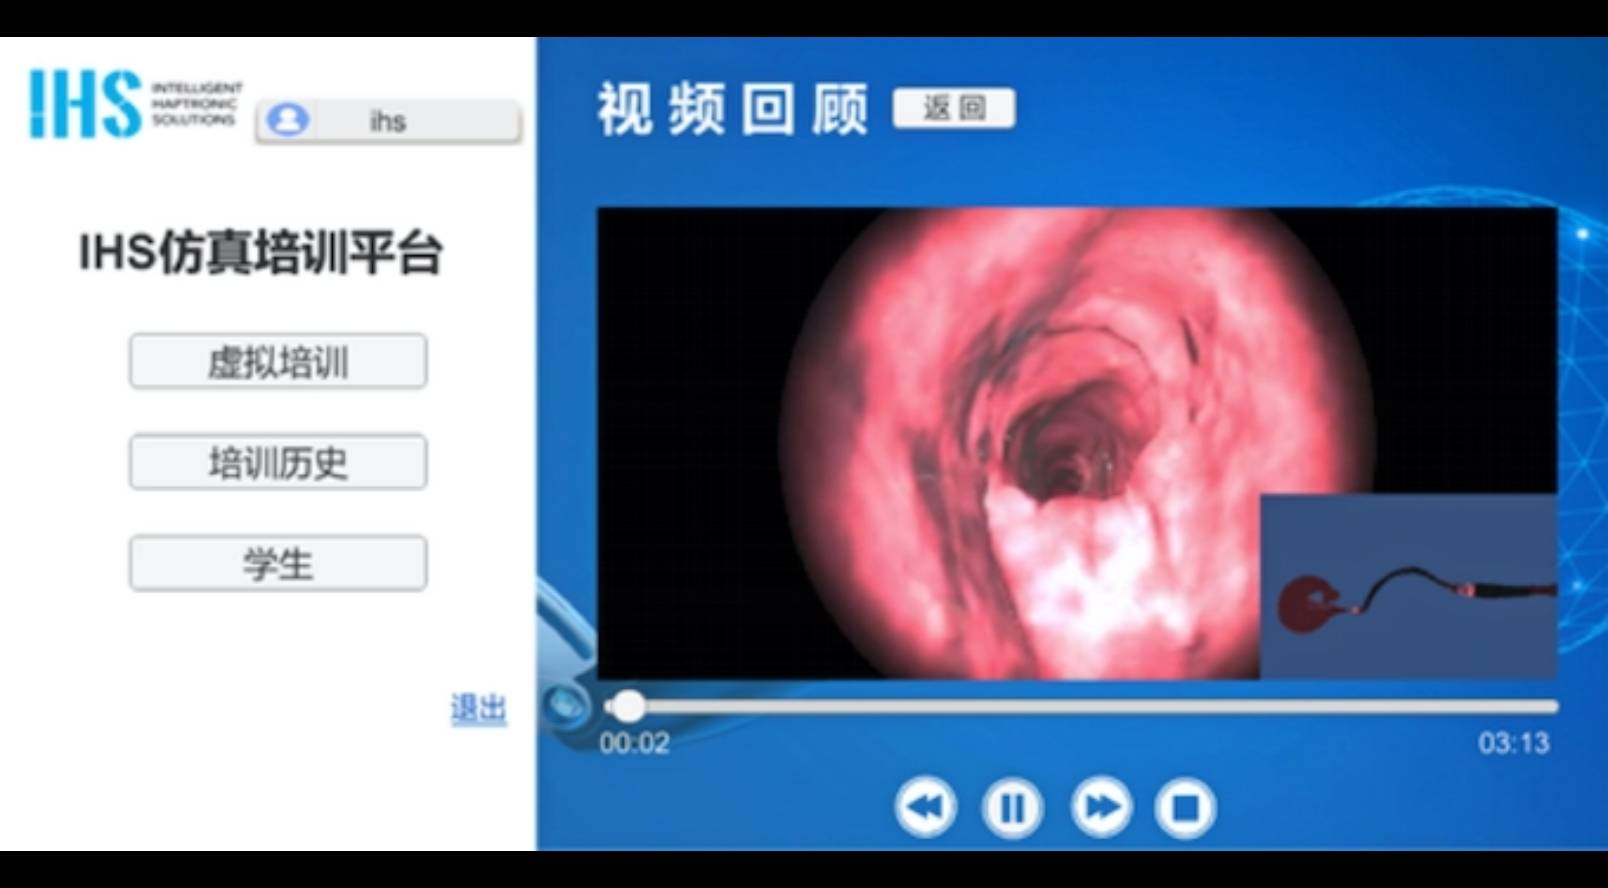 IHS
INTELLIGENT
HAPTRONIC
SOLUTIONS
ihs
IHS仿真培训平台
虚拟培训
培训历史
学生
退出
视频回顾
返回
00:02
03:13